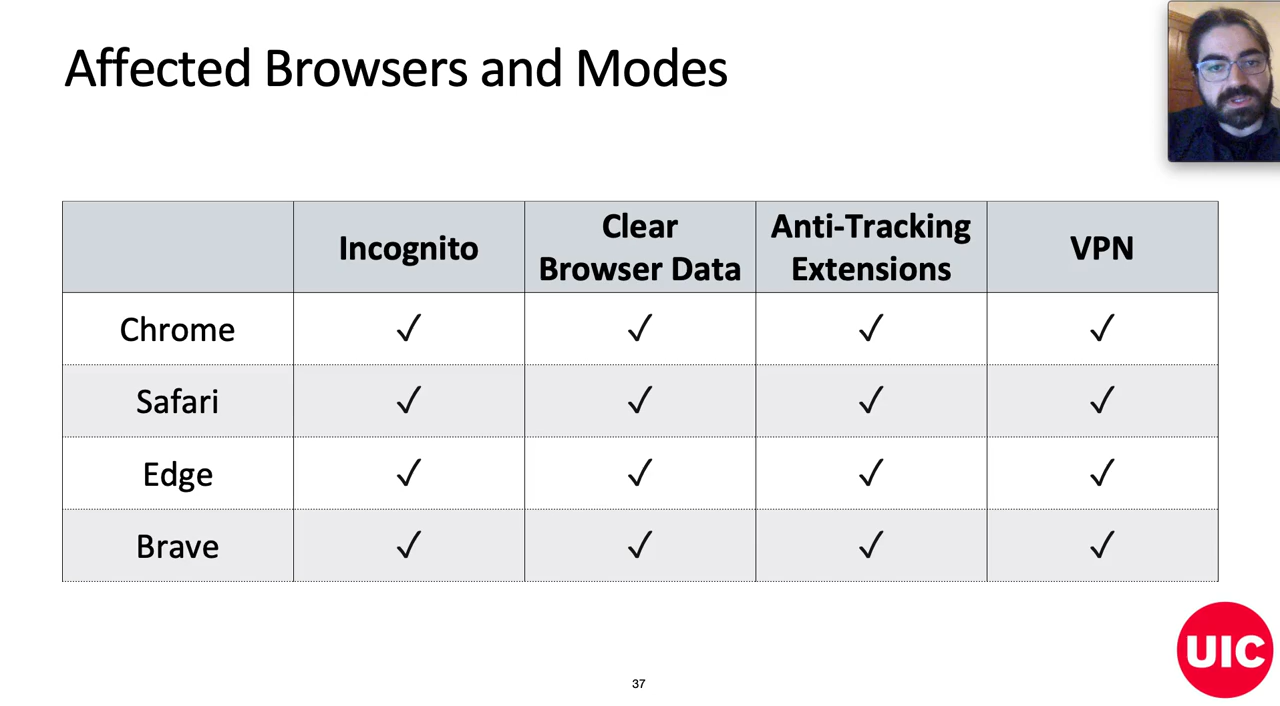 Affected Browsers and Modes
Incognito
Clear
Browser Data
Anti-Tracking
Extensions
VPN
Chrome ✓ ✓ ✓ ✓
Safari ✓ ✓ ✓ ✓
Edge ✓ ✓ ✓ ✓
Brave ✓ ✓ ✓ ✓
UIC
37